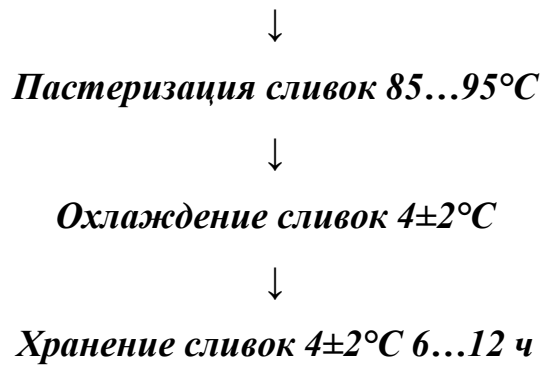 ↓
Пастеризация сливок 85...95°C
↓
Охлаждение сливок 4±2°C
↓
Хранение сливок 4±2°C 6...12 ч